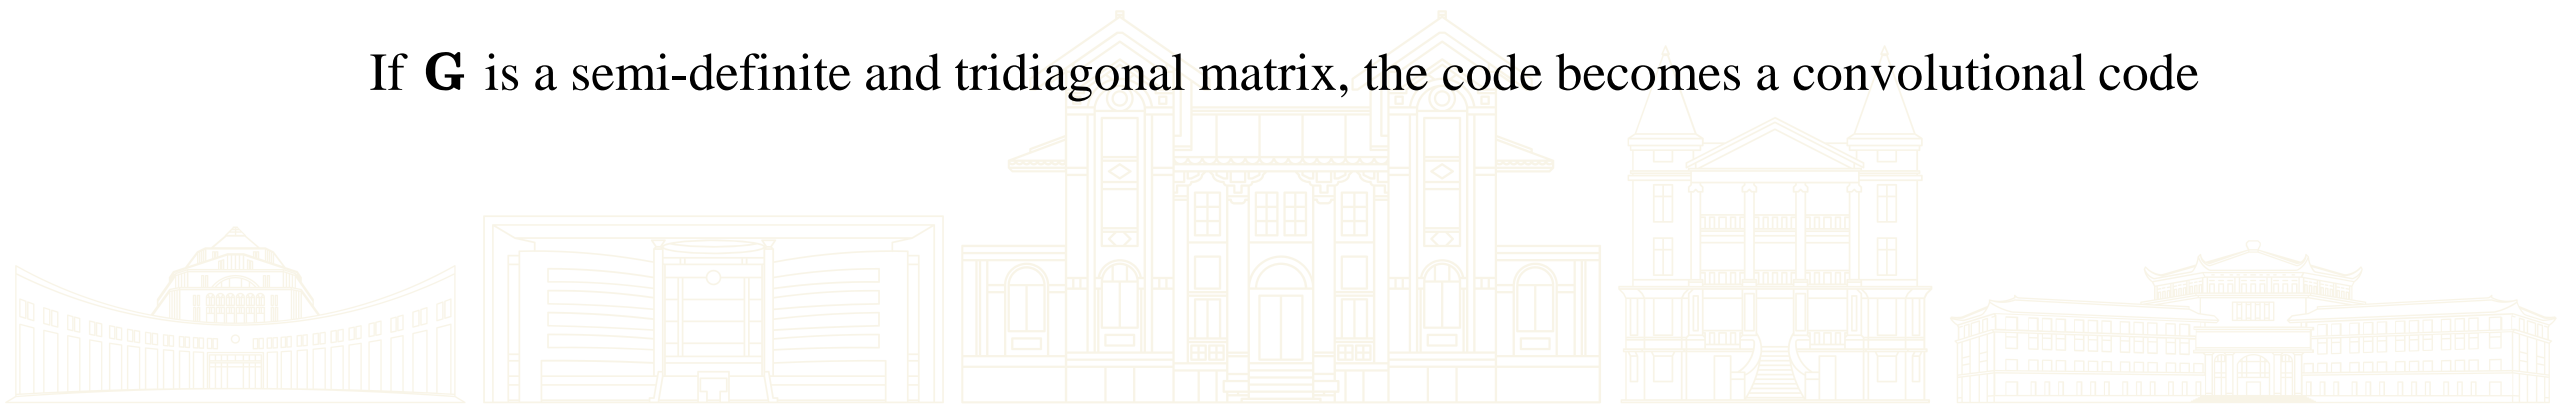 If G is a semi-definite and tridiagonal matrix, the code becomes a convolutional code